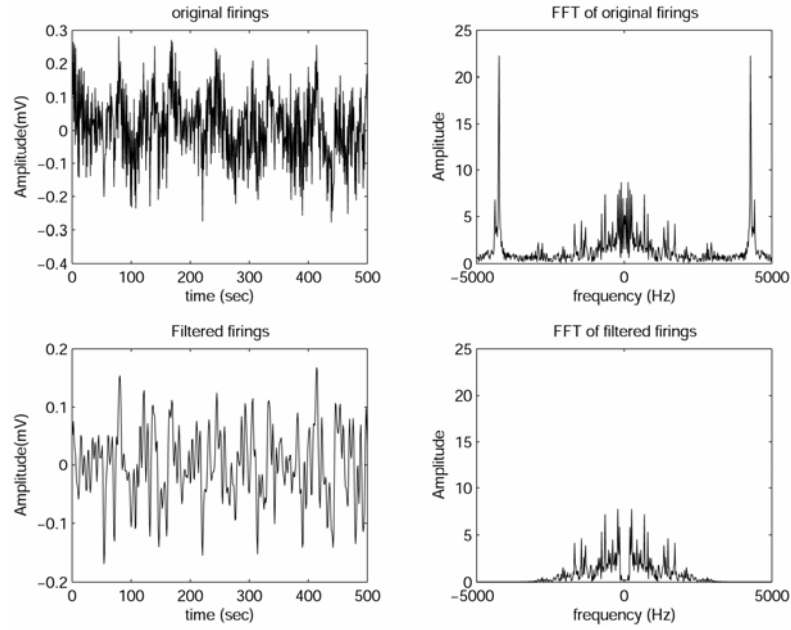 original firings
Amplitude(mV)
0.3
0.2
0.1
0
−0.1
−0.2
−0.3
−0.4
0 100 200 300 400 500
time (sec)
FFT of original firings
Amplitude
25
20
15
10
5
0
−5000 0 5000
frequency (Hz)
Filtered firings
Amplitude(mV)
0.2
0.1
0
−0.1
−0.2
0 100 200 300 400 500
time (sec)
FFT of filtered firings
Amplitude
25
20
15
10
5
0
−5000 0 5000
frequency (Hz)